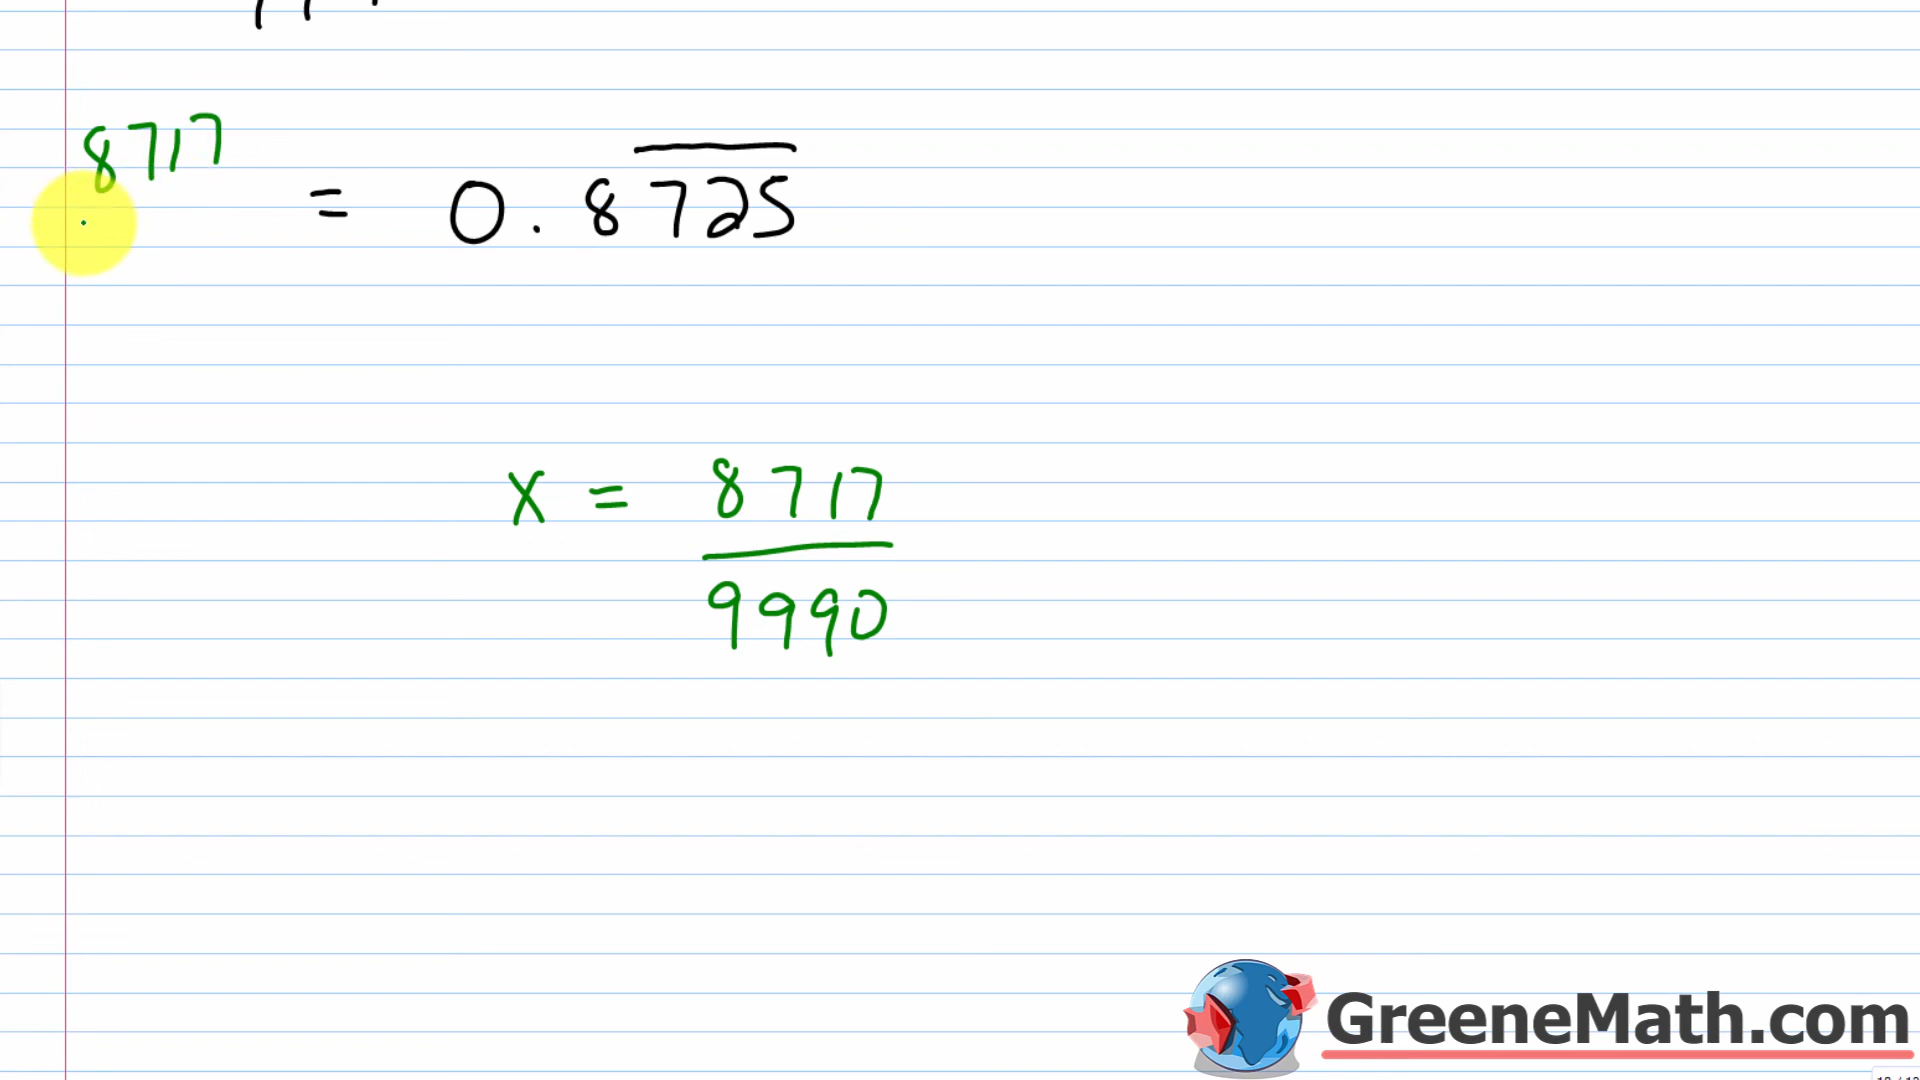 8717
= 0.8725
x = 8717
9990
GreeneMath.com